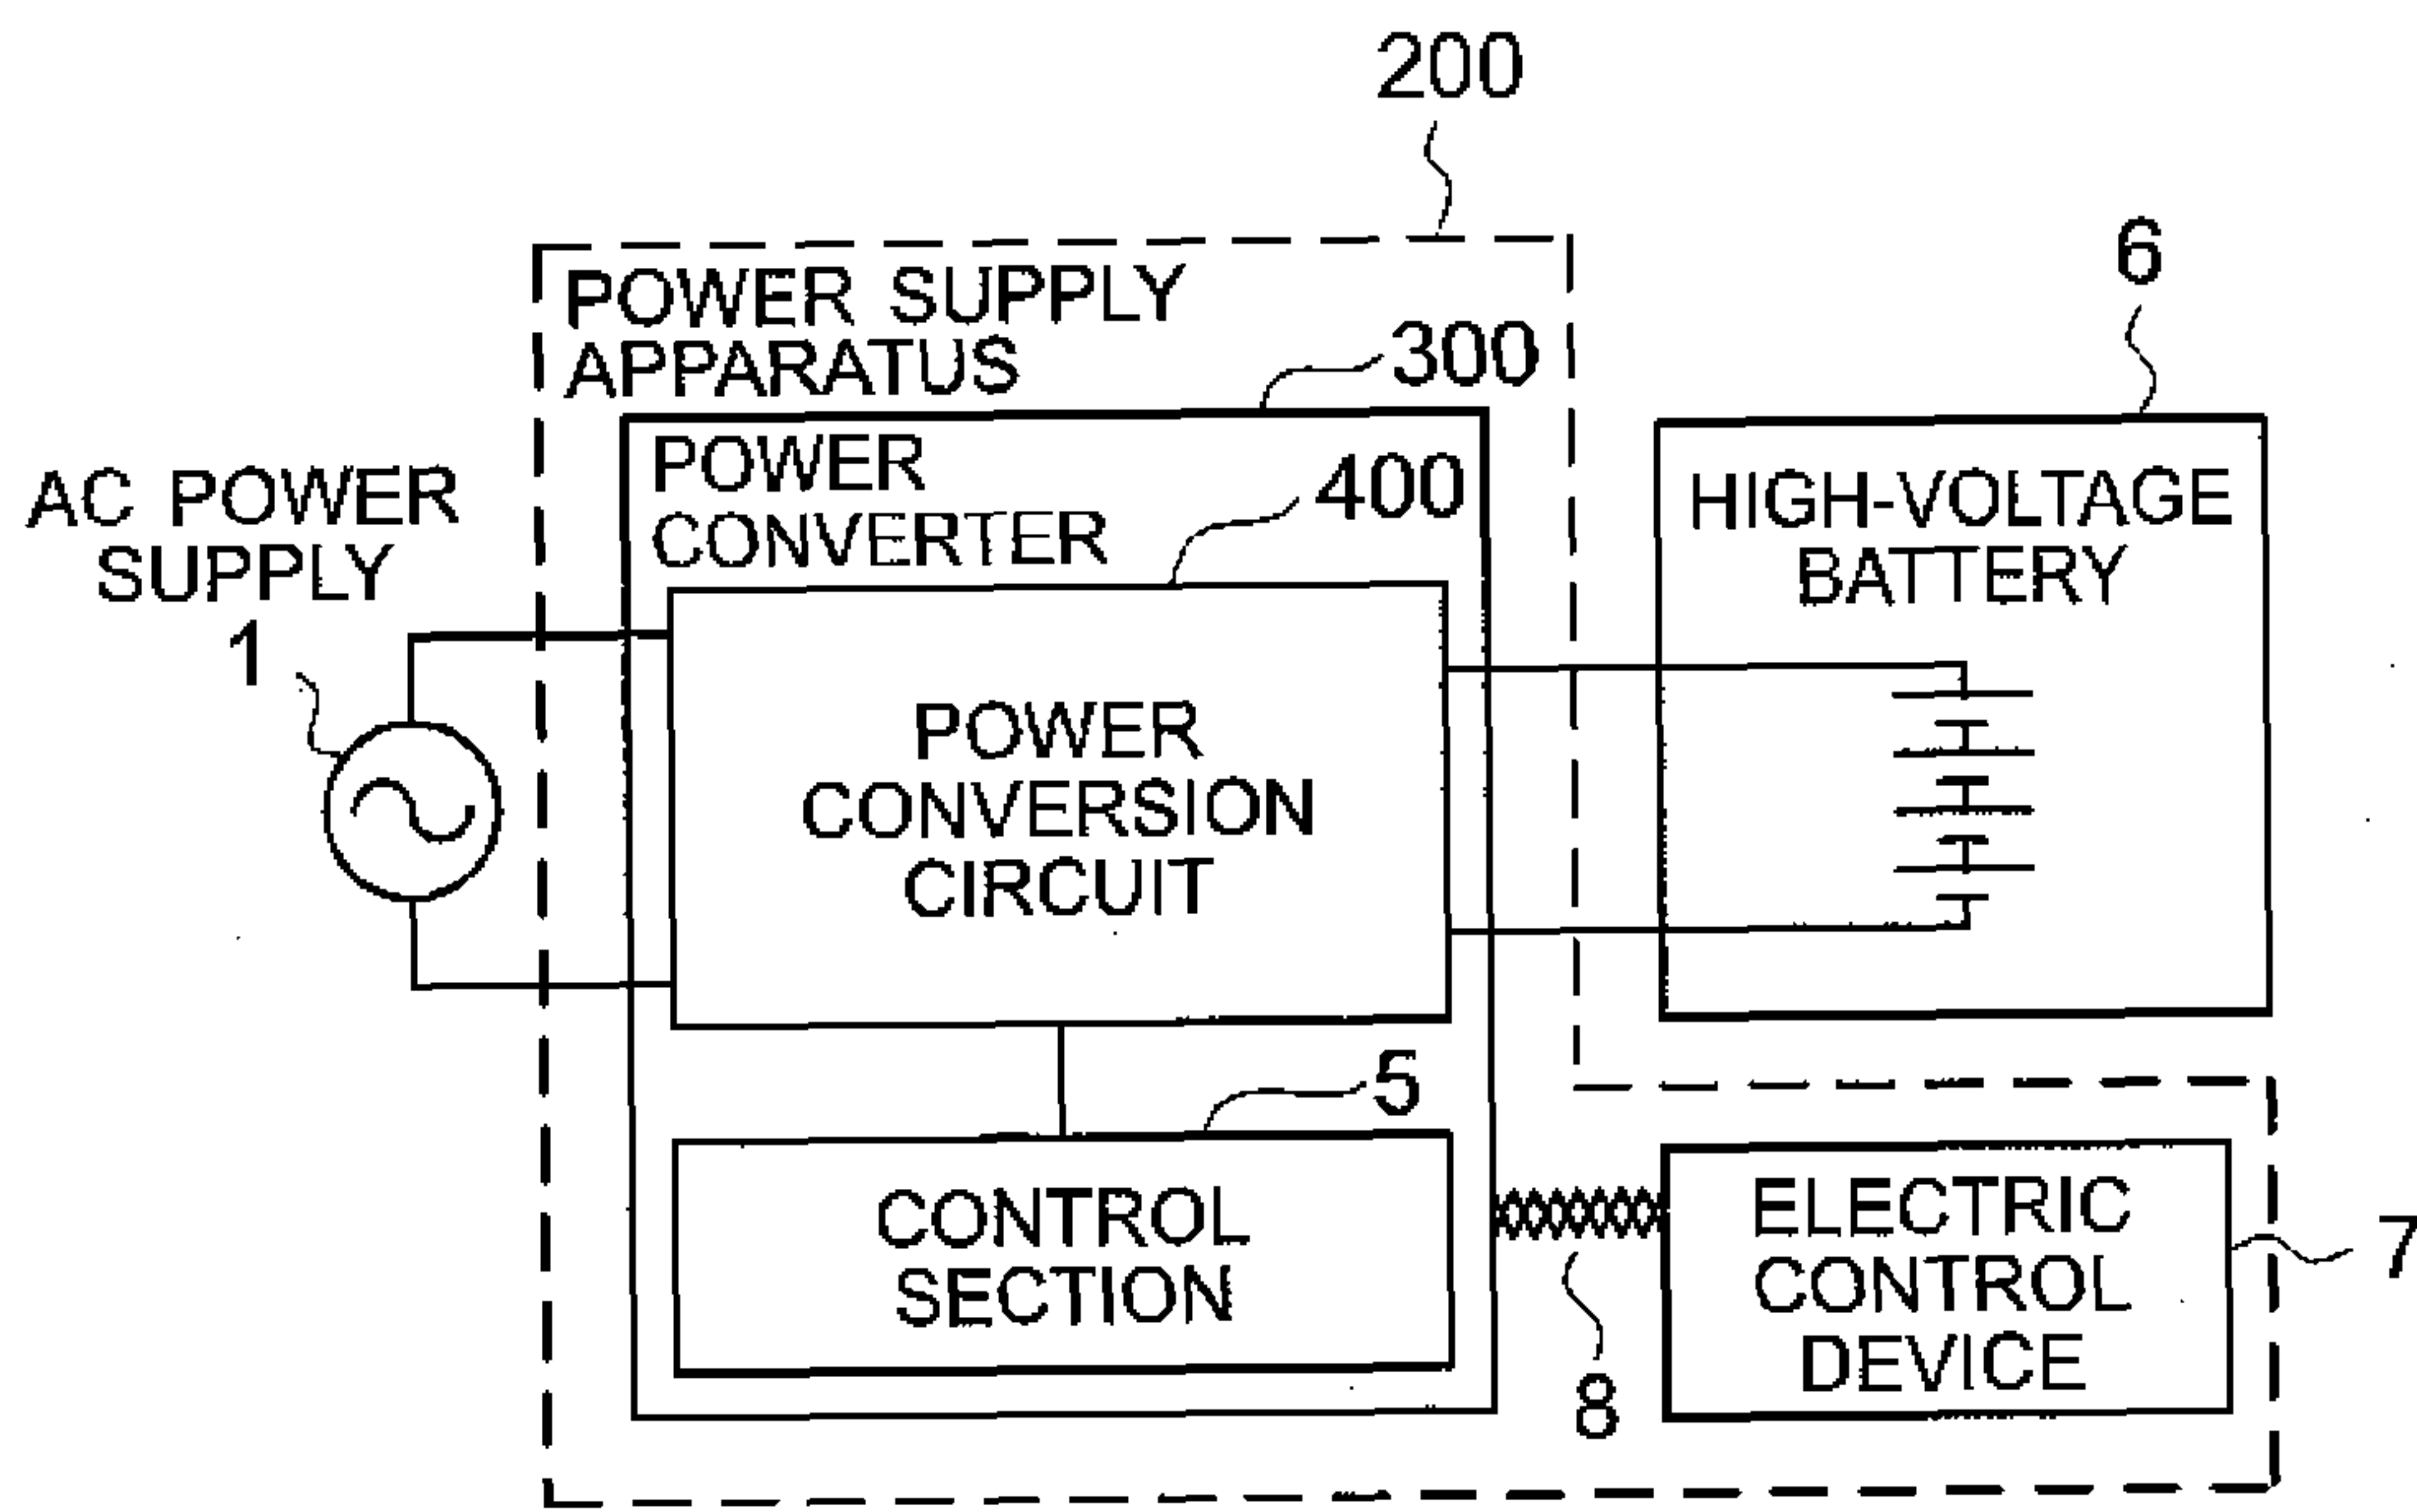 200
6
POWER SUPPLY
APPARATUS
300
POWER
CONVERTER
400
AC POWER
SUPPLY
1
HIGH-VOLTAGE
BATTERY
POWER
CONVERSION
CIRCUIT
5
CONTROL
SECTION
ELECTRIC
CONTROL
DEVICE
7
8